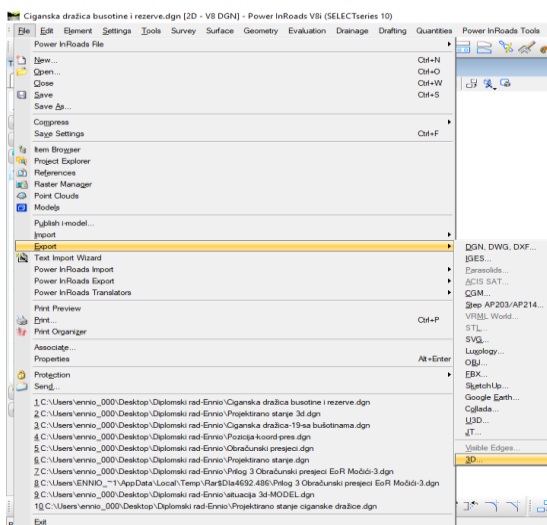 Ciganska dražica busotine i rezerve.dgn [2D - V8 DGN] - Power InRoads V8i (SELECTseries 10)
File Edit Element Settings Tools Survey Surface Geometry Evaluation Drainage Drafting Quantities Power InRoads Tools
Power InRoads File
New... Ctrl+N
Open... Ctrl+O
Close Ctrl+W
Save Ctrl+S
Save As...
Compress
Save Settings Ctrl+F
Item Browser
Project Explorer
References
Raster Manager
Point Clouds
Models
Publish i-model...
Import
Export
Text Import Wizard
Power InRoads Import
Power InRoads Export
Power InRoads Translators
Print Preview
Print... Ctrl+P
Print Organizer
Associate...
Properties Alt+Enter
Protection
Send...
1 C:\Users\ennio_000\Desktop\Diplomski rad-Ennio\Ciganska dražica busotine i rezerve.dgn
2 C:\Users\ennio_000\Desktop\Diplomski rad-Ennio\Projektirano stanje 3d.dgn
3 C:\Users\ennio_000\Desktop\Diplomski rad-Ennio\Ciganska dražica-19-sa bušotinama.dgn
4 C:\Users\ennio_000\Desktop\Diplomski rad-Ennio\Pozicija-koord-pres.dgn
5 C:\Users\ennio_000\Desktop\Diplomski rad-Ennio\Obračunski presjeci.dgn
6 C:\Users\ennio_000\Desktop\Diplomski rad-Ennio\Projektirano stanje.dgn
7 C:\Users\ennio_000\Desktop\Diplomski rad-Ennio\Prilog 3 Obračunski presjeci EoR Močići-3.dgn
8 C:\Users\ENNIO_~1\AppData\Local\Temp\Rar$DIa4692.486\Prilog 3 Obračunski presjeci EoR Močići-3.dgn
9 C:\Users\ennio_000\Desktop\Diplomski rad-Ennio\situacija 3d-MODEL.dgn
10 C:\Users\ennio_000\Desktop\Diplomski rad-Ennio\Projektirano stanje ciganske dražice.dgn
Exit
DGN, DWG, DXF...
IGES...
Parasolids...
ACIS SAT...
CGM...
Step AP203/AP214...
VRML World...
STL...
SVG...
Luxology...
OBJ...
FBX...
SketchUp...
Google Earth...
Collada...
U3D...
JT...
Visible Edges...
3D...